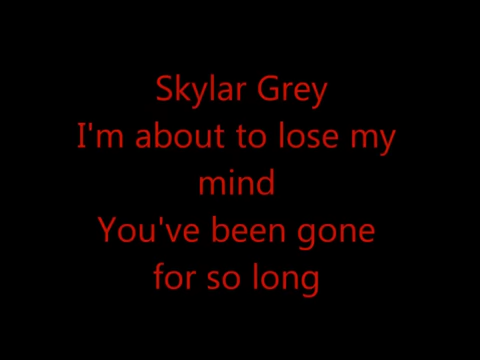 Skylar Grey
I'm about to lose my
mind
You've been gone
for so long